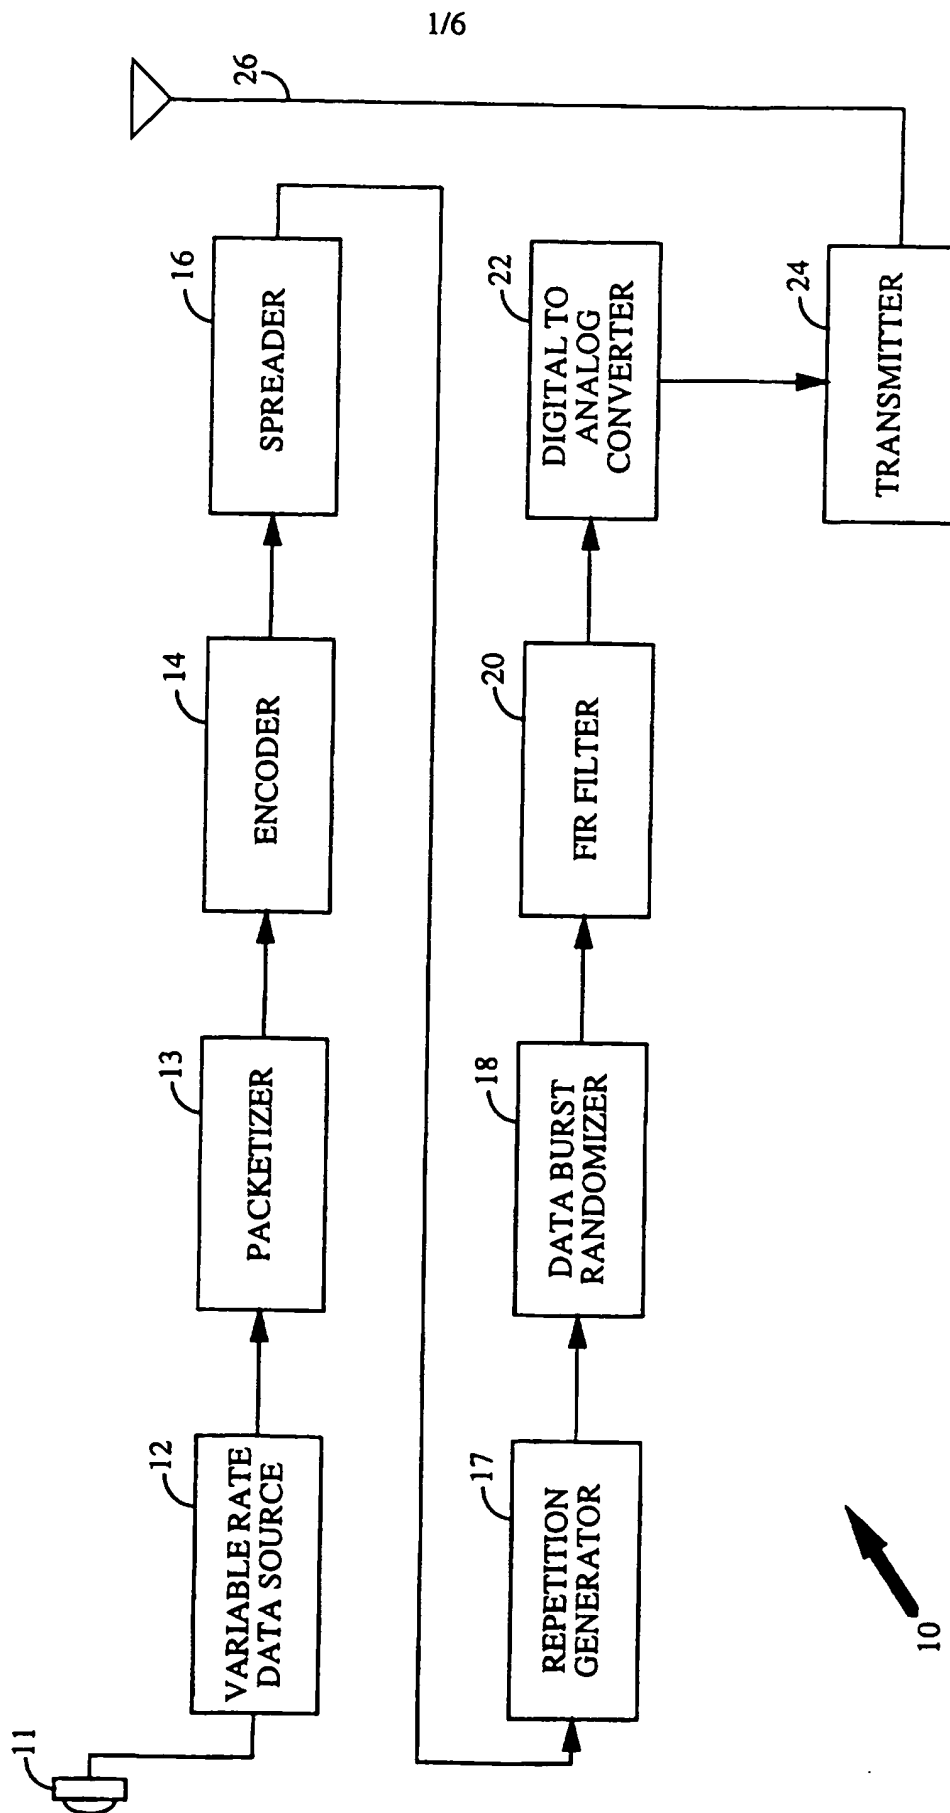 1/6
11
12
VARIABLE RATE
DATA SOURCE
13
PACKETIZER
14
ENCODER
16
SPREADER
26
17
REPETITION
GENERATOR
18
DATA BURST
RANDOMIZER
20
FIR FILTER
22
DIGITAL TO
ANALOG
CONVERTER
24
TRANSMITTER
10